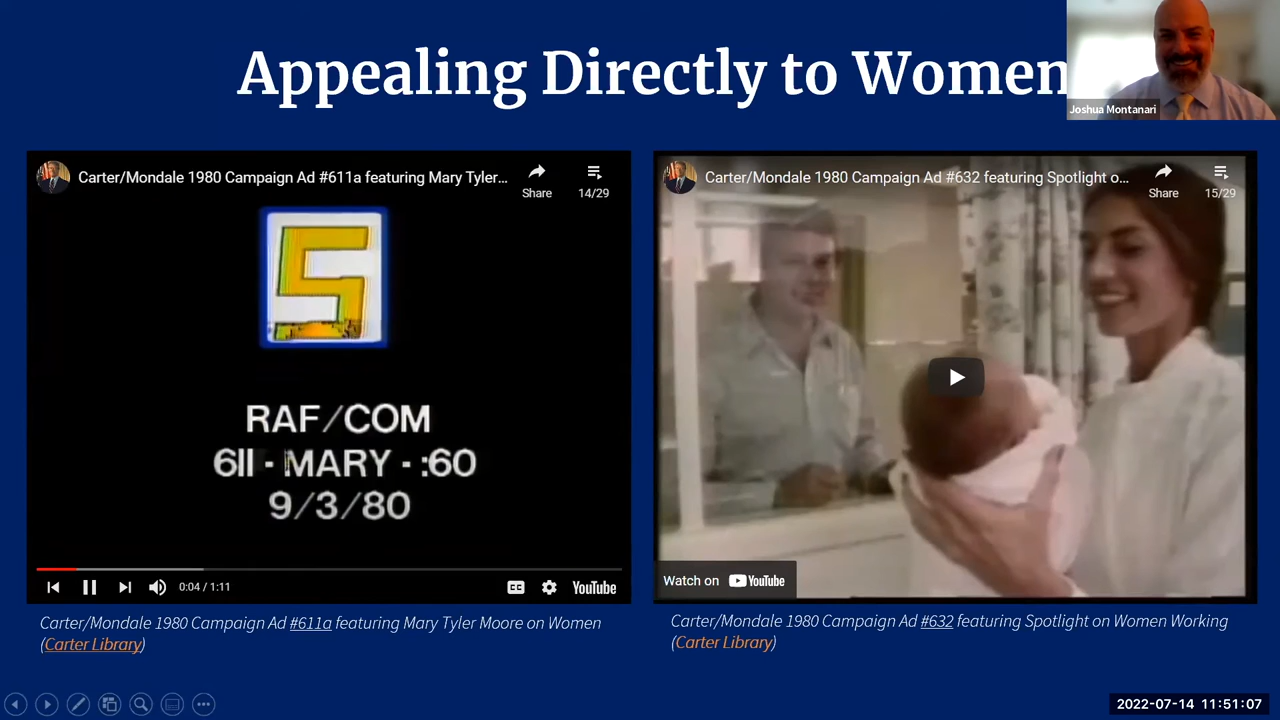 Appealing Directly to Women
Joshua Montanari
Carter/Mondale 1980 Campaign Ad #611a featuring Mary Tyler...
Share
14/29
5
RAF/COM
611 - MARY - :60
9/3/80
0:04 / 1:11
CC
YouTube
Carter/Mondale 1980 Campaign Ad #611a featuring Mary Tyler Moore on Women
(Carter Library)
Carter/Mondale 1980 Campaign Ad #632 featuring Spotlight o...
Share
15/29
Watch on YouTube
Carter/Mondale 1980 Campaign Ad #632 featuring Spotlight on Women Working
(Carter Library)
2022-07-14 11:51:07